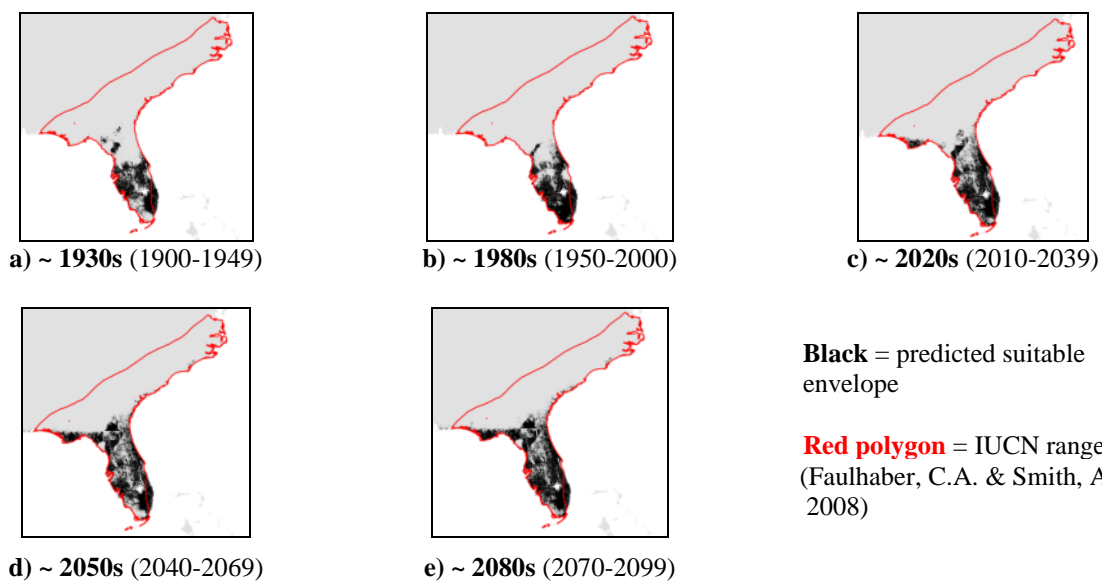 a) ~ 1930s (1900-1949)
b) ~ 1980s (1950-2000)
c) ~ 2020s (2010-2039)
d) ~ 2050s (2040-2069)
e) ~ 2080s (2070-2099)
Black = predicted suitable
envelope
Red polygon = IUCN range
(Faulhaber, C.A. & Smith, A
2008)